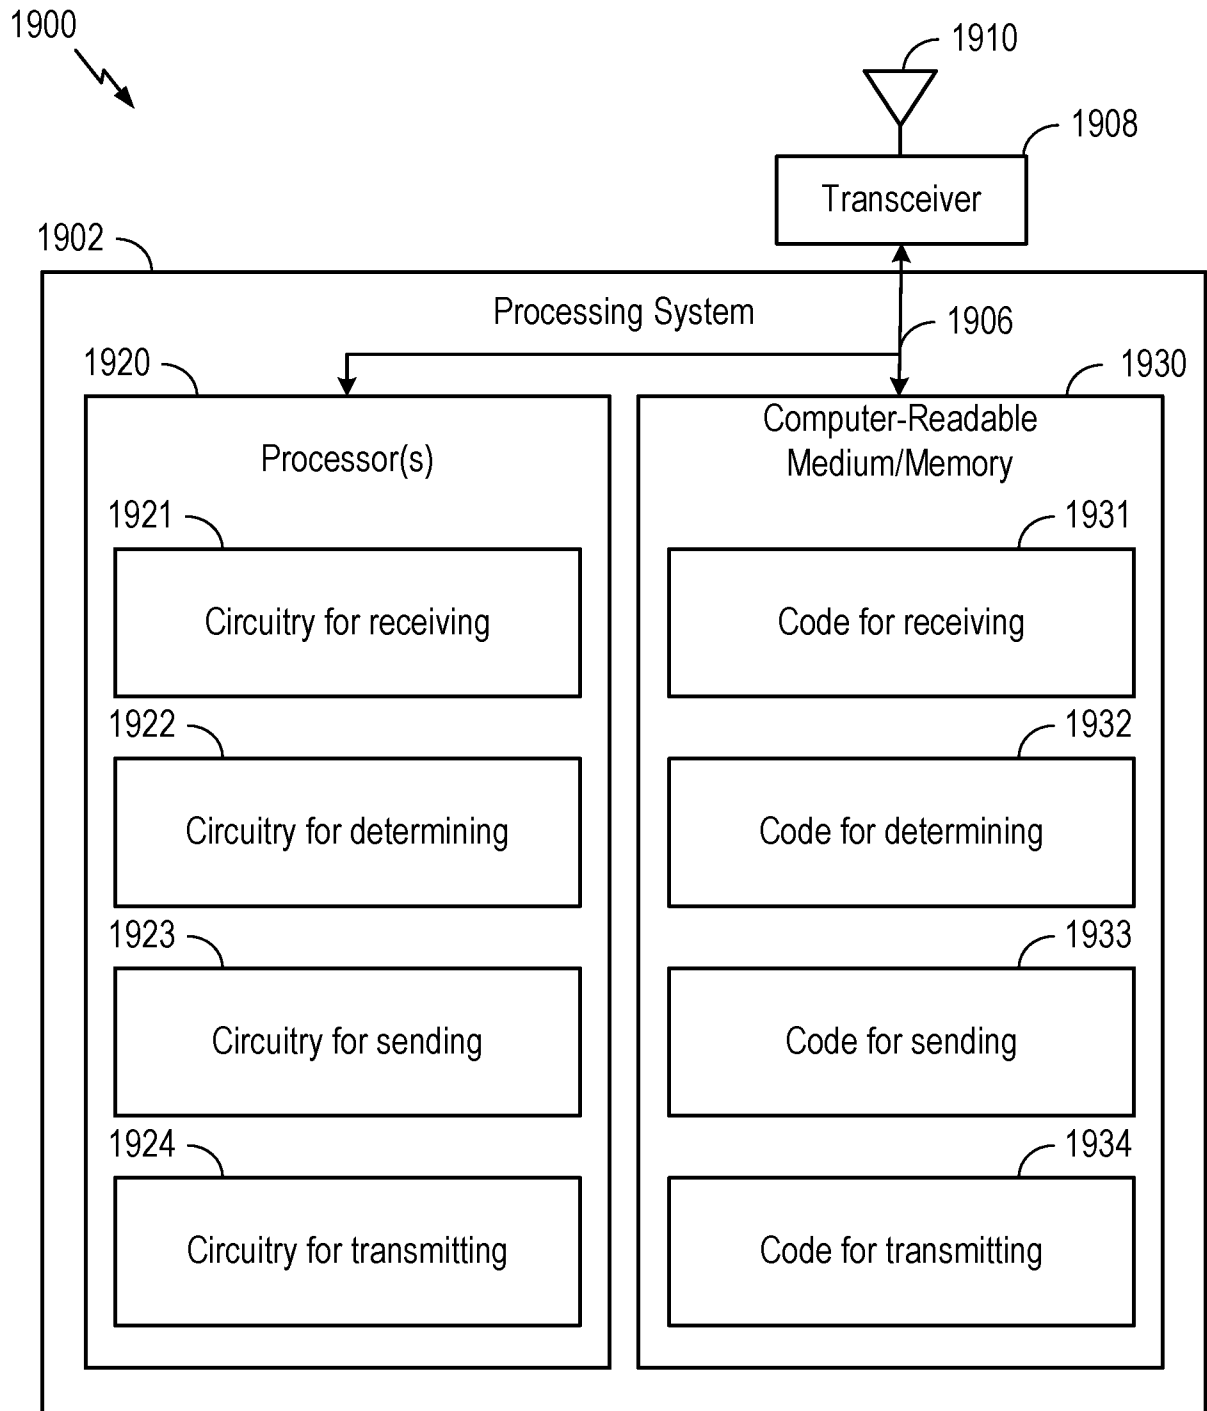 1900
1910
1908
Transceiver
1902
Processing System
1906
1920
1930
Processor(s)
Computer-Readable
Medium/Memory
1921
1931
Circuitry for receiving
Code for receiving
1922
1932
Circuitry for determining
Code for determining
1923
1933
Circuitry for sending
Code for sending
1924
1934
Circuitry for transmitting
Code for transmitting